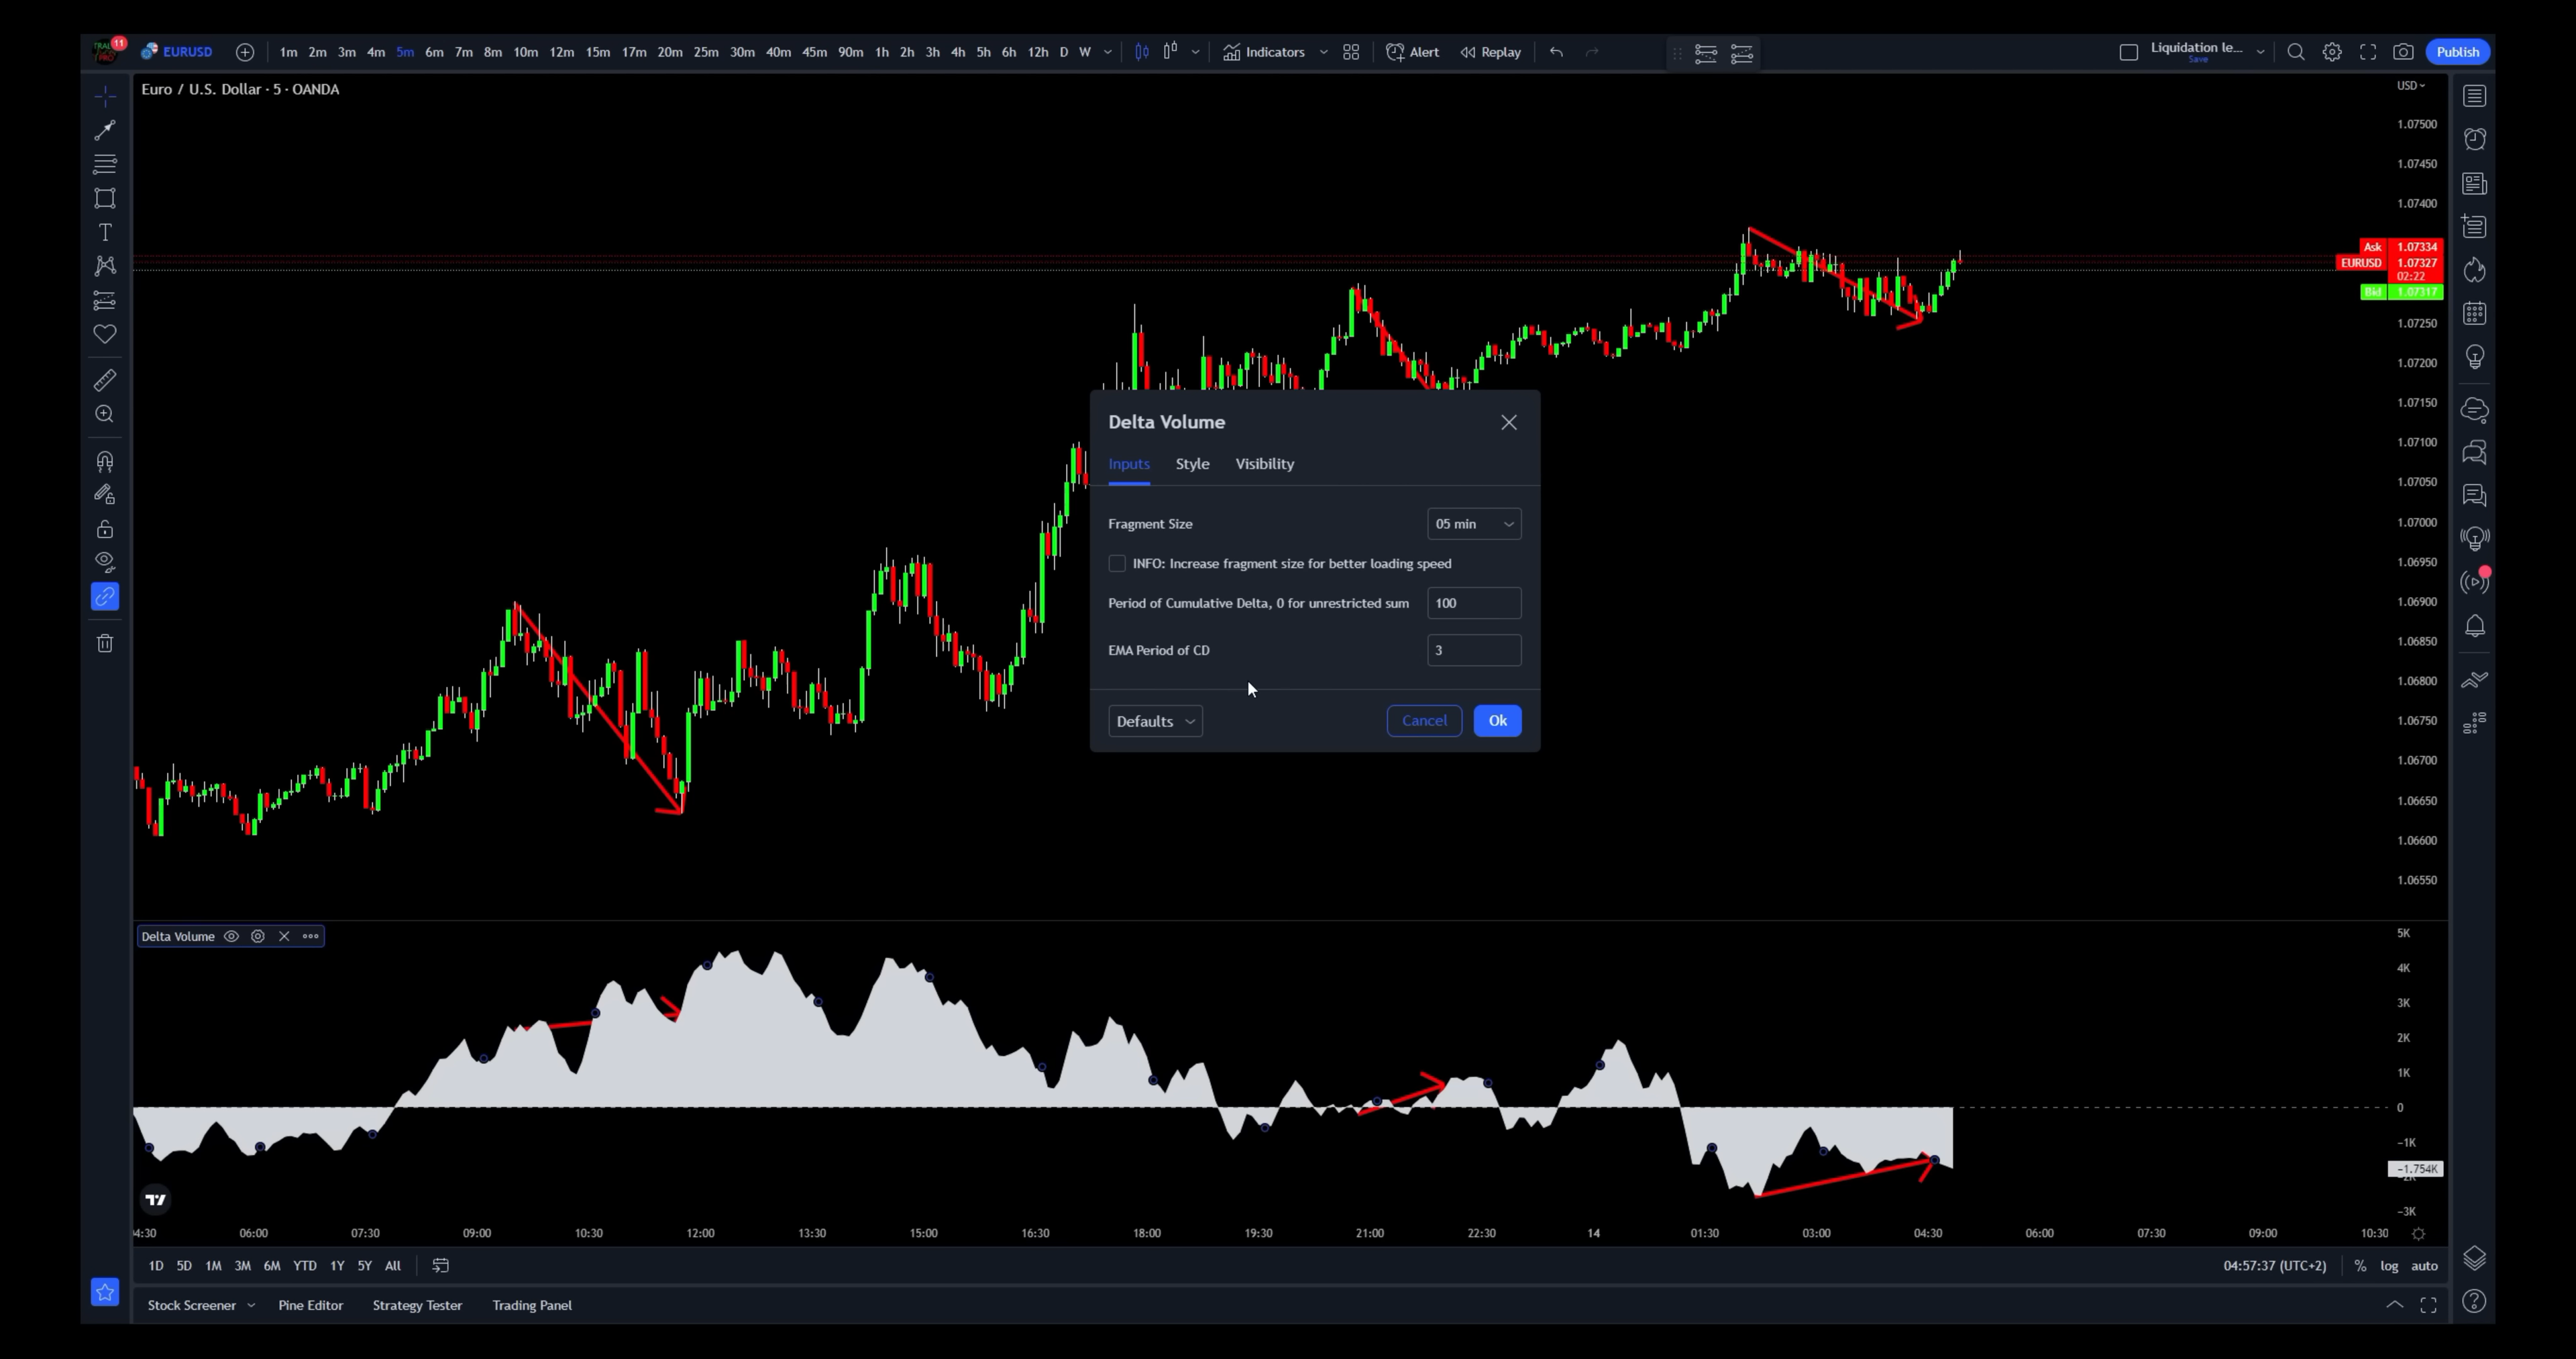 11 EURUSD 1m 2m 3m 4m 5m 6m 7m 8m 10m 12m 15m 17m 20m 25m 30m 40m 45m 90m 1h 2h 3h 4h 5h 6h 12h D W Indicators Alert Replay Liquidation le... Publish
Save
Euro / U.S. Dollar · 5 · OANDA
USD
1.07500
1.07450
1.07400
Ask 1.07334
EURUSD 1.07327
02:22
Bid 1.07317
1.07250
1.07200
1.07150
1.07100
1.07050
1.07000
1.06950
1.06900
1.06850
1.06800
1.06750
1.06700
1.06650
1.06600
1.06550
Delta Volume
Inputs Style Visibility
Fragment Size 05 min
INFO: Increase fragment size for better loading speed
Period of Cumulative Delta, 0 for unrestricted sum 100
EMA Period of CD 3
Defaults Cancel Ok
Delta Volume
5K
4K
3K
2K
1K
0
−1K
−1.754K
−2K
−3K
06:00 07:30 09:00 10:30 12:00 13:30 15:00 16:30 18:00 19:30 21:00 22:30 14 01:30 03:00 04:30 06:00 07:30 09:00 10:30
1D 5D 1M 3M 6M YTD 1Y 5Y All 04:57:37 (UTC+2) % log auto
Stock Screener Pine Editor Strategy Tester Trading Panel